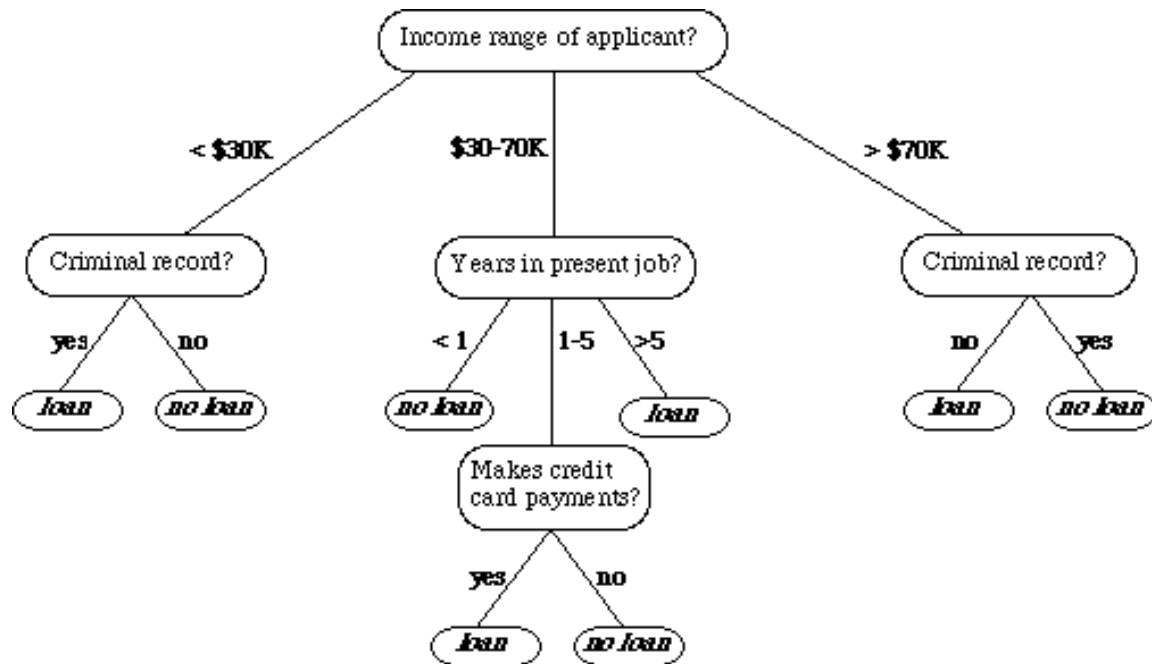 Income range of applicant?
< $30K
$30-70K
> $70K
Criminal record?
Years in present job?
Criminal record?
yes
no
< 1
1-5
>5
no
yes
loan
no loan
no loan
loan
loan
no loan
Makes credit
card payments?
yes
no
loan
no loan